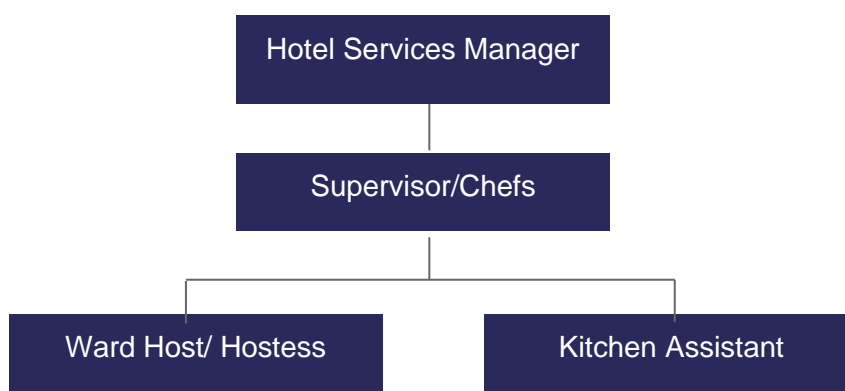 Hotel Services Manager
Supervisor/Chefs
Ward Host/ Hostess
Kitchen Assistant